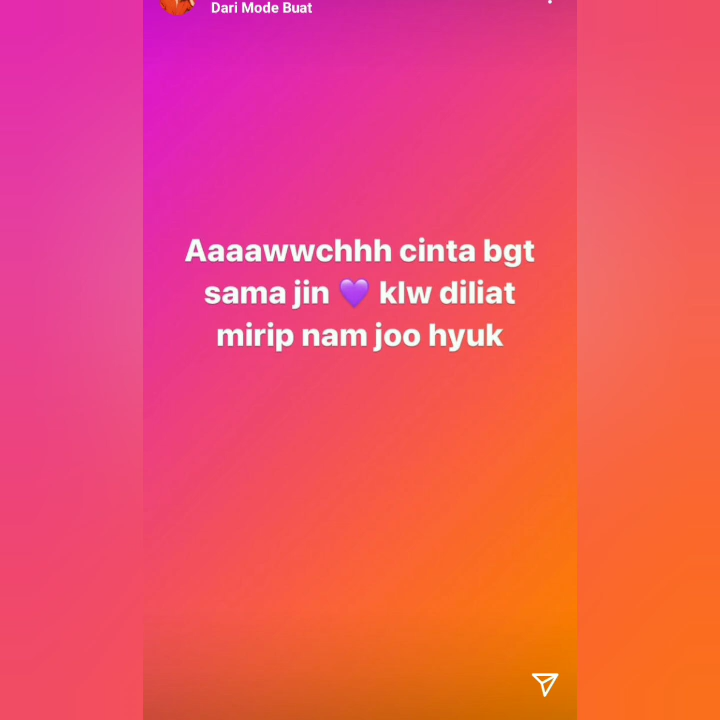 Dari Mode Buat
Aaaawwchhh cinta bgt
sama jin 💜 klw diliat
mirip nam joo hyuk